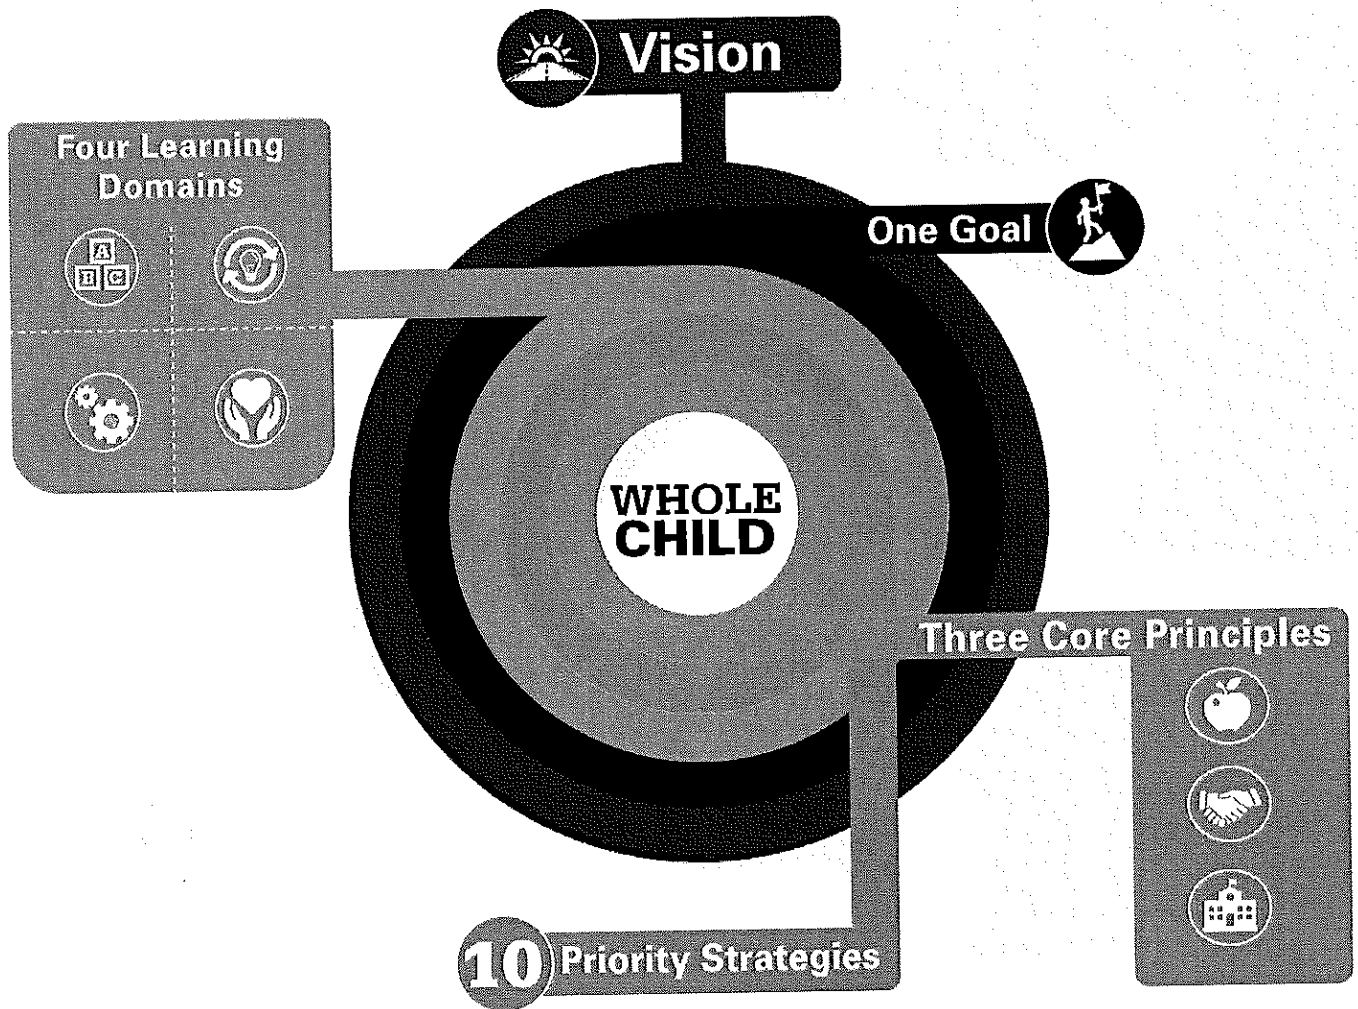 Vision
Four Learning
Domains
A
B C
One Goal
WHOLE
CHILD
Three Core Principles
10 Priority Strategies